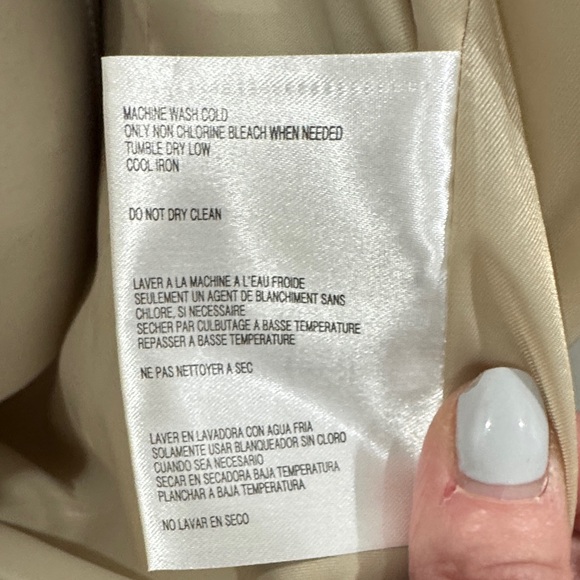 MACHINE WASH COLD
ONLY NON CHLORINE BLEACH WHEN NEEDED
TUMBLE DRY LOW
COOL IRON
DO NOT DRY CLEAN
LAVER A LA MACHINE A L'EAU FROIDE
SEULEMENT UN AGENT DE BLANCHIMENT SANS
CHLORE, SI NECESSAIRE
SECHER PAR CULBUTAGE A BASSE TEMPERATURE
REPASSER A BASSE TEMPERATURE
NE PAS NETTOYER A SEC
LAVER EN LAVADORA CON AGUA FRIA
SOLAMENTE USAR BLANQUEADOR SIN CLORO
CUANDO SEA NECESARIO
SECAR EN SECADORA BAJA TEMPERATURA
PLANCHAR A BAJA TEMPERATURA
NO LAVAR EN SECO